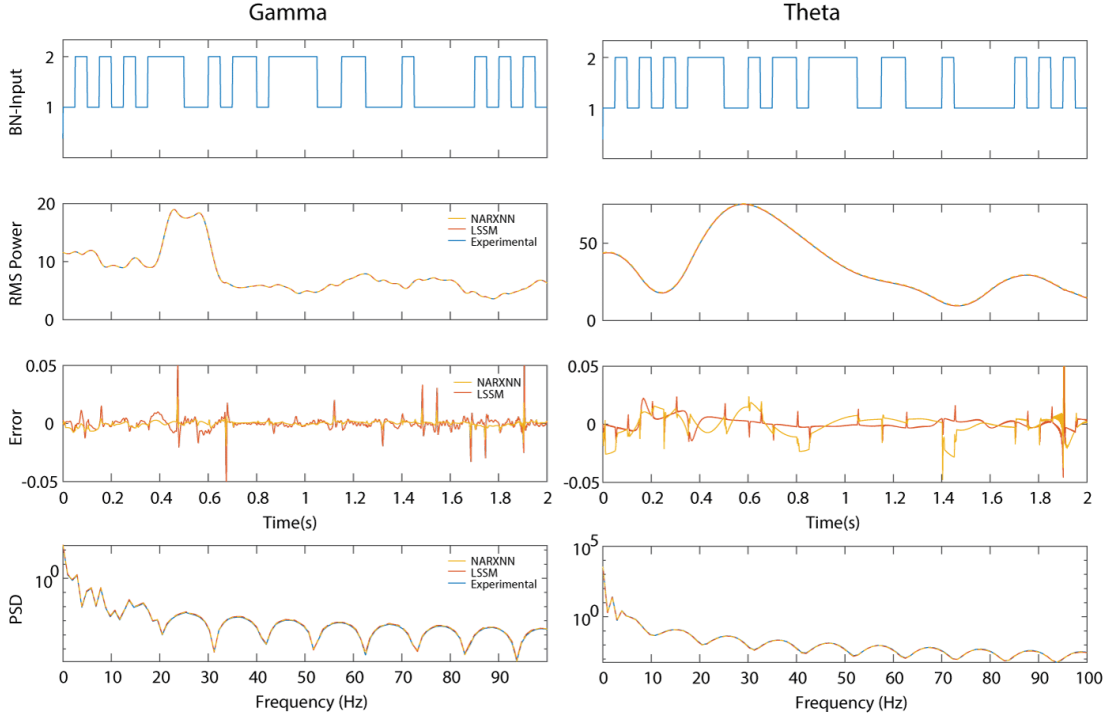 Gamma
Theta
BN-Input
2
1
2
1
RMS Power
20
10
0
NARXNN
LSSM
Experimental
50
0
Error
0.05
0
-0.05
NARXNN
LSSM
0 0.2 0.4 0.6 0.8 1 1.2 1.4 1.6 1.8 2
Time(s)
0.05
0
-0.05
0 0.2 0.4 0.6 0.8 1 1.2 1.4 1.6 1.8 2
Time(s)
PSD
10^0
NARXNN
LSSM
Experimental
0 10 20 30 40 50 60 70 80 90
Frequency (Hz)
10^5
10^0
0 10 20 30 40 50 60 70 80 90 100
Frequency (Hz)